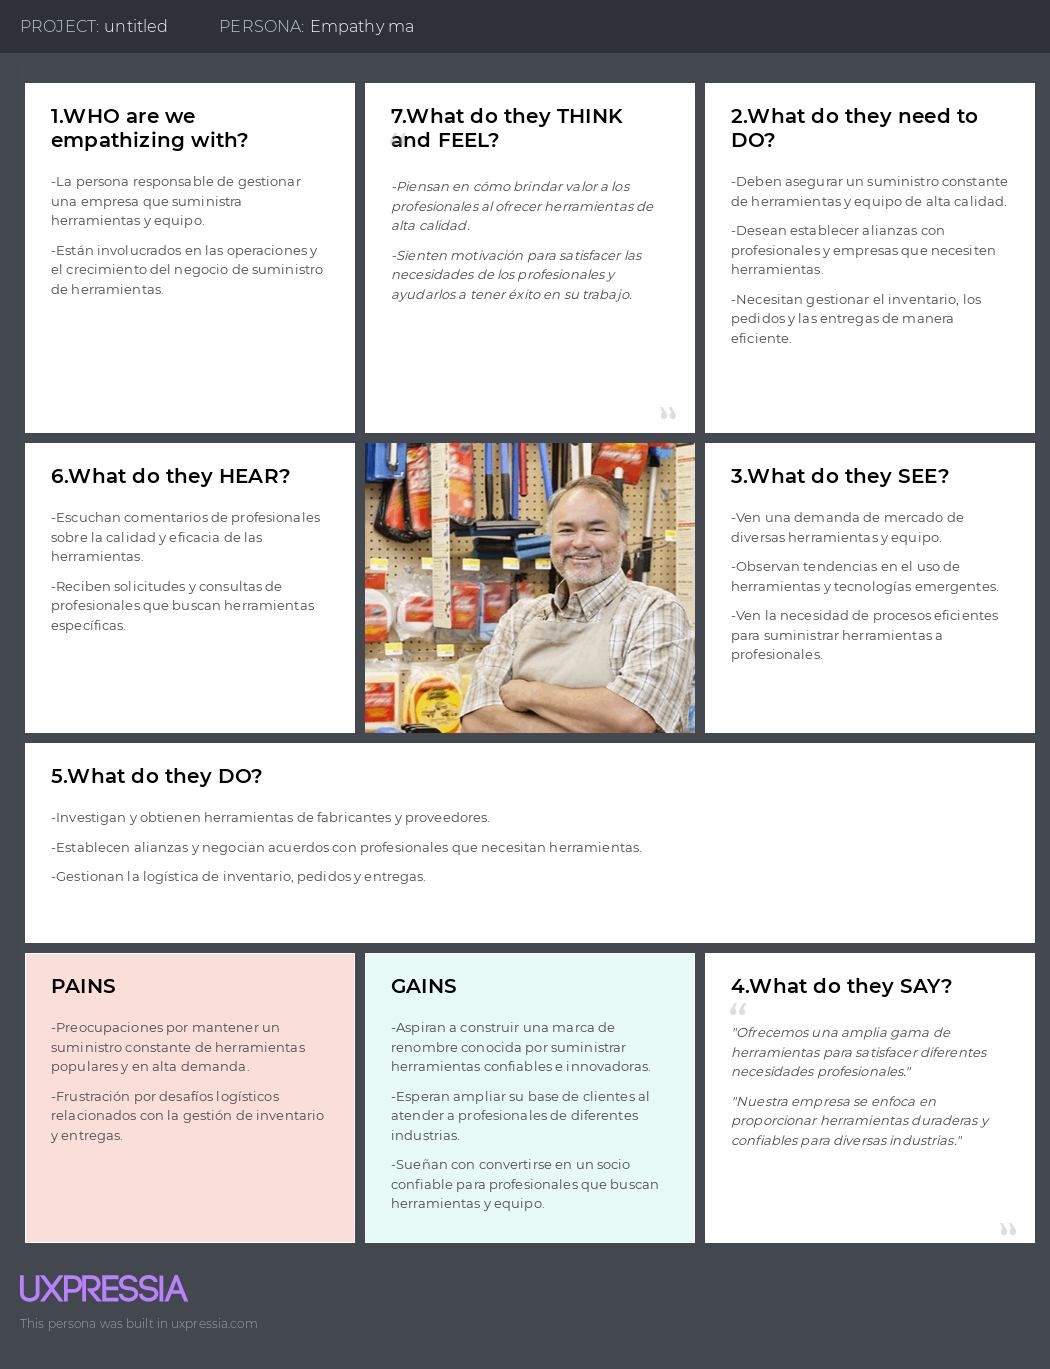 PROJECT: untitled PERSONA: Empathy ma
1.WHO are we
empathizing with?
-La persona responsable de gestionar
una empresa que suministra
herramientas y equipo.
-Están involucrados en las operaciones y
el crecimiento del negocio de suministro
de herramientas.
7.What do they THINK
and FEEL?
-Piensan en cómo brindar valor a los
profesionales al ofrecer herramientas de
alta calidad.
-Sienten motivación para satisfacer las
necesidades de los profesionales y
ayudarlos a tener éxito en su trabajo.
2.What do they need to
DO?
-Deben asegurar un suministro constante
de herramientas y equipo de alta calidad.
-Desean establecer alianzas con
profesionales y empresas que necesiten
herramientas.
-Necesitan gestionar el inventario, los
pedidos y las entregas de manera
eficiente.
6.What do they HEAR?
-Escuchan comentarios de profesionales
sobre la calidad y eficacia de las
herramientas.
-Reciben solicitudes y consultas de
profesionales que buscan herramientas
específicas.
3.What do they SEE?
-Ven una demanda de mercado de
diversas herramientas y equipo.
-Observan tendencias en el uso de
herramientas y tecnologías emergentes.
-Ven la necesidad de procesos eficientes
para suministrar herramientas a
profesionales.
5.What do they DO?
-Investigan y obtienen herramientas de fabricantes y proveedores.
-Establecen alianzas y negocian acuerdos con profesionales que necesitan herramientas.
-Gestionan la logística de inventario, pedidos y entregas.
PAINS
-Preocupaciones por mantener un
suministro constante de herramientas
populares y en alta demanda.
-Frustración por desafíos logísticos
relacionados con la gestión de inventario
y entregas.
GAINS
-Aspiran a construir una marca de
renombre conocida por suministrar
herramientas confiables e innovadoras.
-Esperan ampliar su base de clientes al
atender a profesionales de diferentes
industrias.
-Sueñan con convertirse en un socio
confiable para profesionales que buscan
herramientas y equipo.
4.What do they SAY?
"Ofrecemos una amplia gama de
herramientas para satisfacer diferentes
necesidades profesionales."
"Nuestra empresa se enfoca en
proporcionar herramientas duraderas y
confiables para diversas industrias."
UXPRESSIA
This persona was built in uxpressia.com